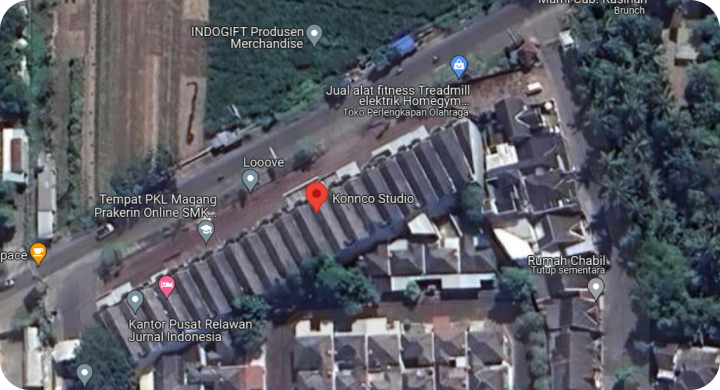 Brunch
INDOGIFT Produsen
Merchandise
Jual alat fitness Treadmill
elektrik Homegym...
Toko Perlengkapan Olahraga
Looove
Tempat PKL Magang
Prakerin Online SMK...
Konnco Studio
pace
Rumah Chabil
Tutup sementara
Kantor Pusat Relawan
Jurnal Indonesia